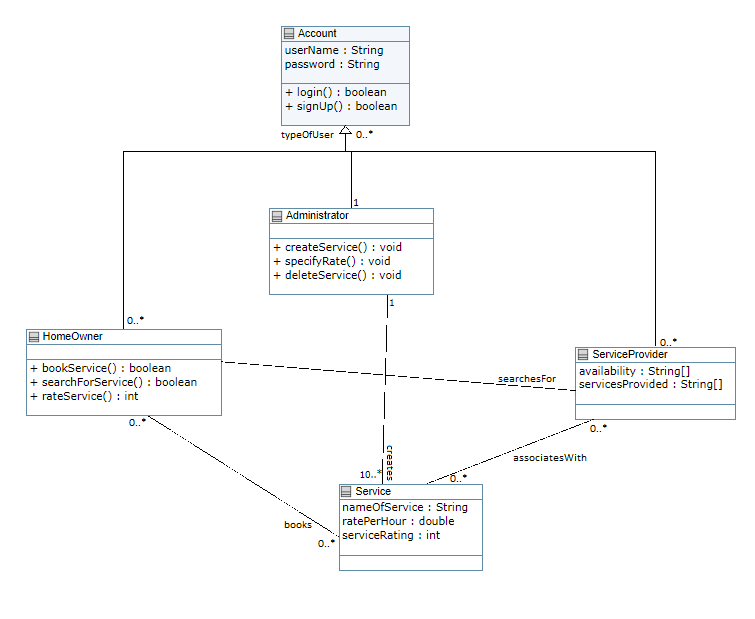 Account
userName : String
password : String
+ login() : boolean
+ signUp() : boolean
typeOfUser
0..*
1
Administrator
+ createService() : void
+ specifyRate() : void
+ deleteService() : void
1
0..*
HomeOwner
+ bookService() : boolean
+ searchForService() : boolean
+ rateService() : int
0..*
0..*
ServiceProvider
availability : String[]
servicesProvided : String[]
0..*
searchesFor
associatesWith
creates
10..*
0..*
Service
nameOfService : String
ratePerHour : double
serviceRating : int
books
0..*